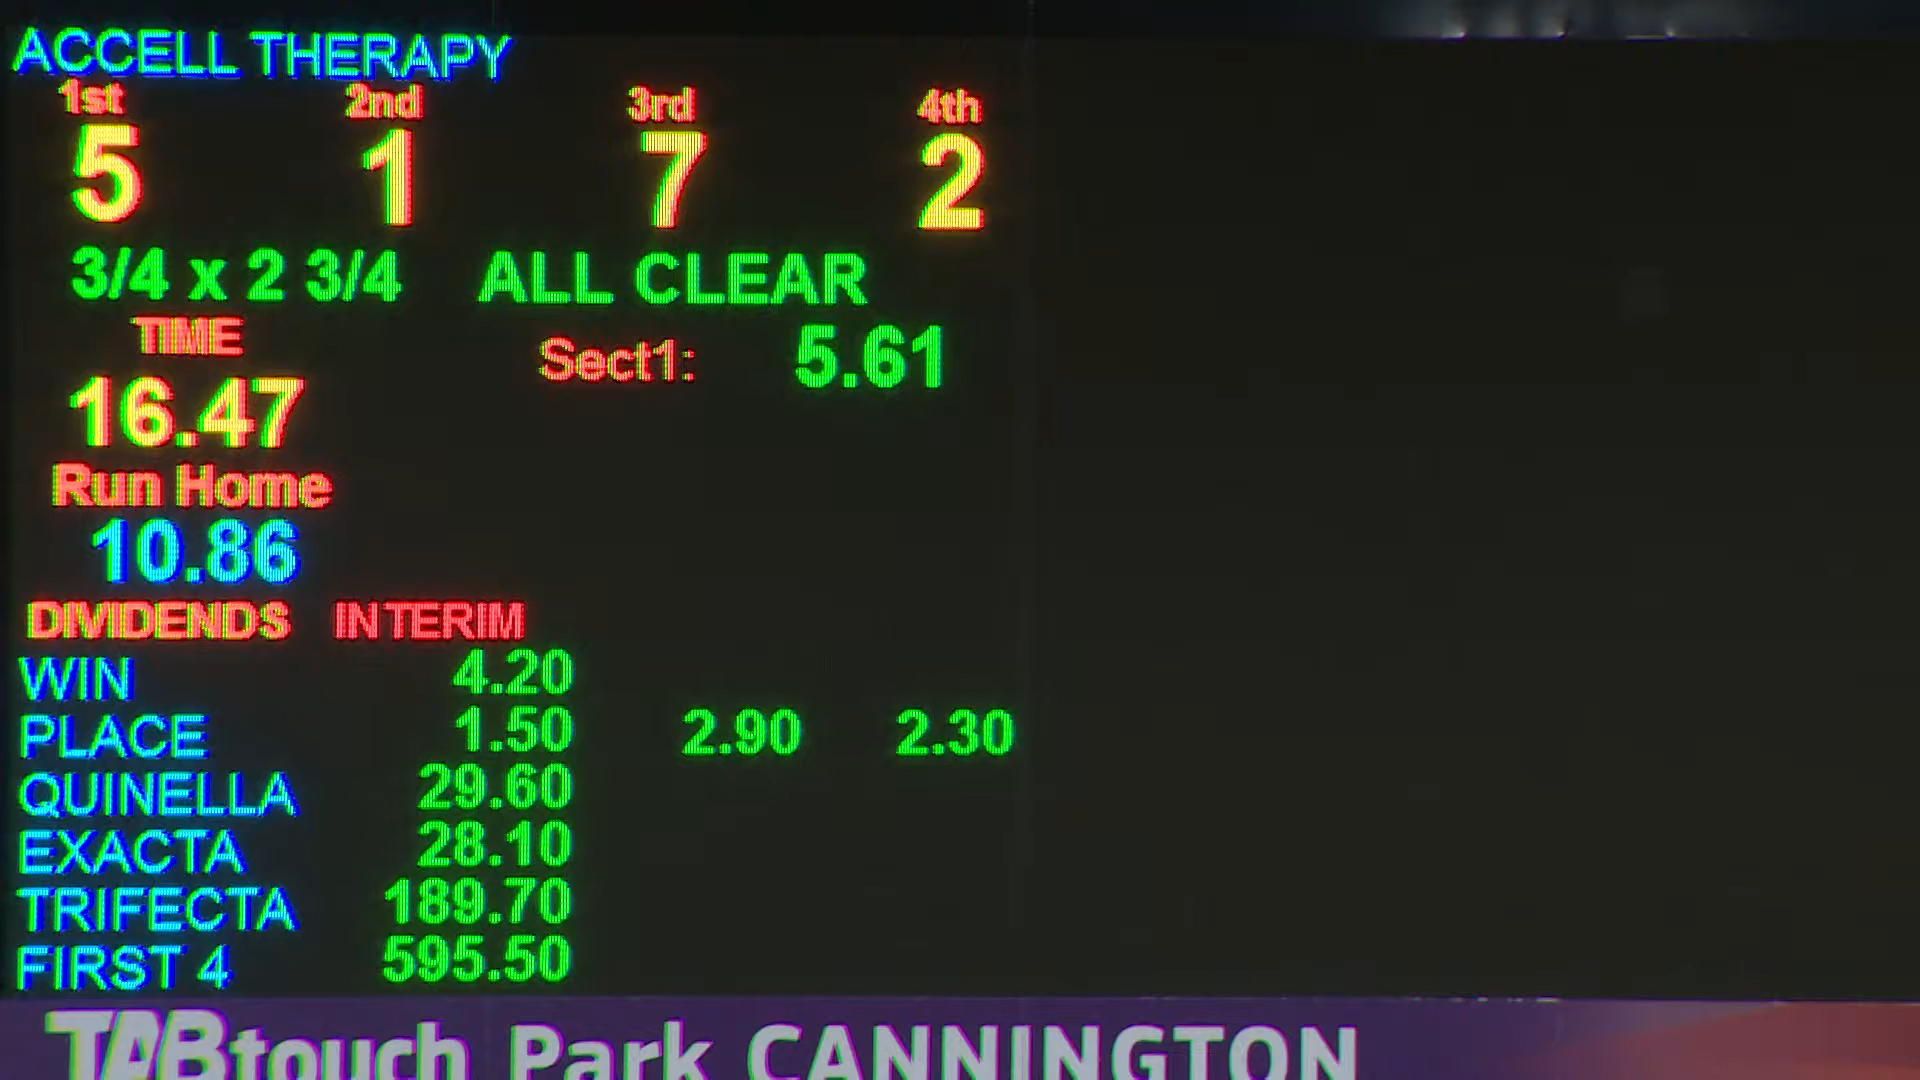 ACCELL THERAPY
1st 2nd 3rd 4th
5 1 7 2
3/4 x 2 3/4 ALL CLEAR
TIME Sect1: 5.61
16.47
Run Home
10.86
DIVIDENDS INTERIM
WIN 4.20
PLACE 1.50 2.90 2.30
QUINELLA 29.60
EXACTA 28.10
TRIFECTA 189.70
FIRST 4 595.50
TABtouch Park CANNINGTON